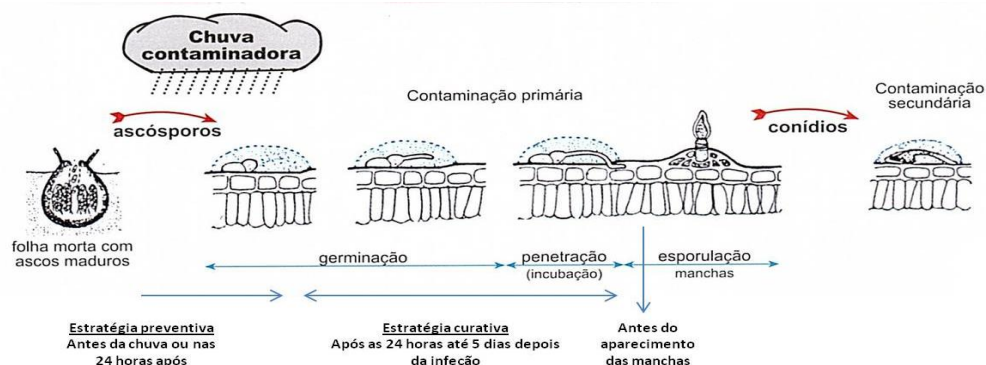 Chuva
contaminadora
ascósporos
Contaminação primária
conídios
Contaminação
secundária
folha morta com
ascos maduros
germinação
penetração
(incubação)
esporulação
manchas
Estratégia preventiva
Antes da chuva ou nas
24 horas após
Estratégia curativa
Após as 24 horas até 5 dias depois
da infeção
Antes do
aparecimento
das manchas